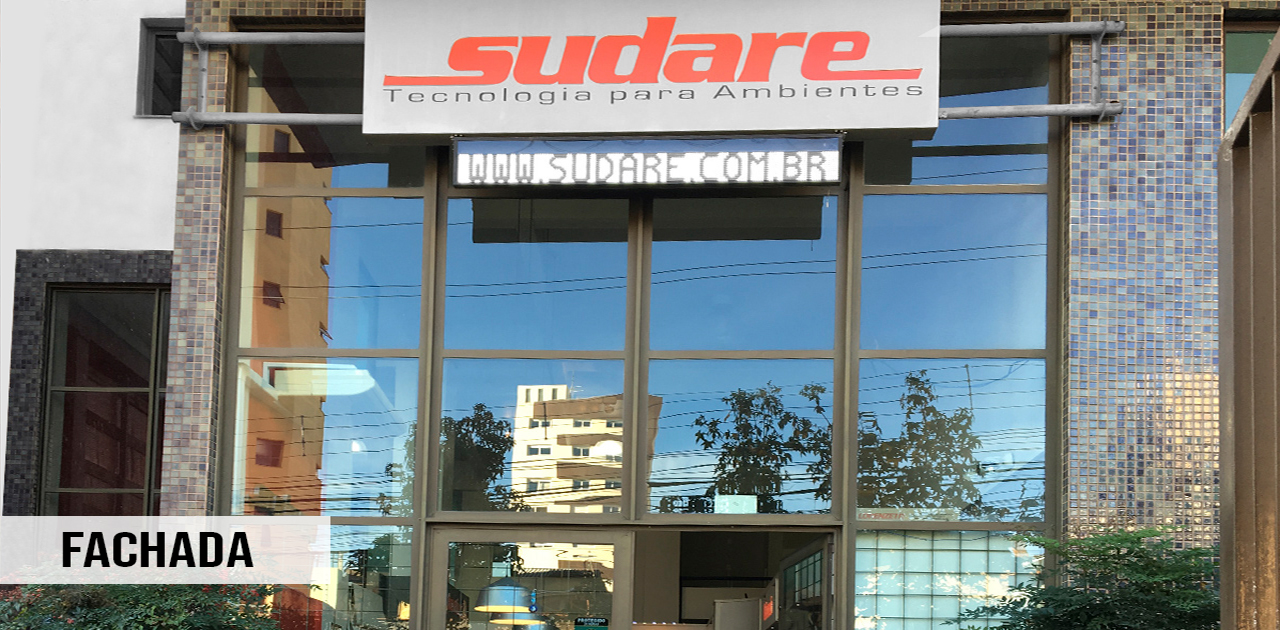 sudare
Tecnologia para Ambientes
WWW.SUDARE.COM.BR
FACHADA